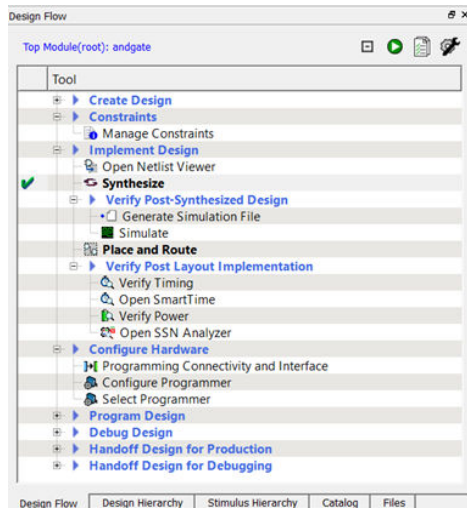 Design Flow
Top Module(root): andgate
Tool
Create Design
Constraints
Manage Constraints
Implement Design
Open Netlist Viewer
Synthesize
Verify Post-Synthesized Design
Generate Simulation File
Simulate
Place and Route
Verify Post Layout Implementation
Verify Timing
Open SmartTime
Verify Power
Open SSN Analyzer
Configure Hardware
Programming Connectivity and Interface
Configure Programmer
Select Programmer
Program Design
Debug Design
Handoff Design for Production
Handoff Design for Debugging
Design Flow Design Hierarchy Stimulus Hierarchy Catalog Files